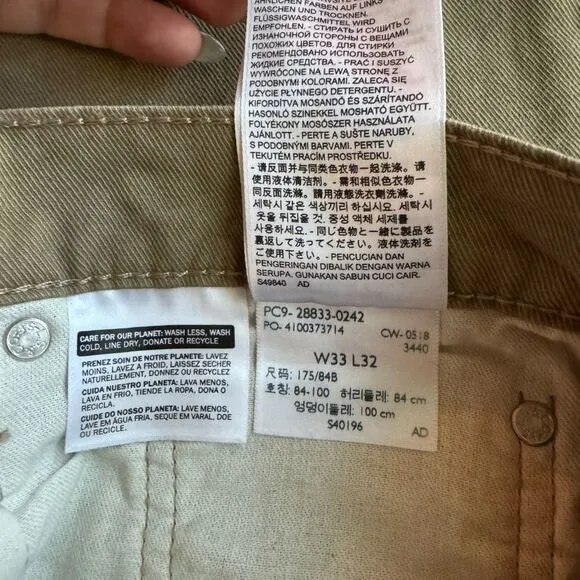 ÄHNLICHEN FARBEN AUF LINKS
WASCHEN UND TROCKNEN.
FLÜSSIGWASCHMITTEL WIRD
EMPFOHLEN. - СТИРАТЬ И СУШИТЬ С
ИЗНАНОЧНОЙ СТОРОНЫ С ВЕЩАМИ
ПОХОЖИХ ЦВЕТОВ. ДЛЯ СТИРКИ
РЕКОМЕНДОВАНО ИСПОЛЬЗОВАТЬ
ЖИДКИЕ СРЕДСТВА. - PRAĆ I SUSZYĆ
WYWRÓCONE NA LEWĄ STRONĘ Z
PODOBNYMI KOLORAMI. ZALECA SIĘ
UŻYCIE PŁYNNEGO DETERGENTU. -
KIFORDÍTVA MOSANDÓ ÉS SZÁRÍTANDÓ
HASONLÓ SZINEKKEL MOSHATÓ EGYÜTT.
FOLYÉKONY MOSÓSZER HASZNÁLATA
AJÁNLOTT. - PERTE A SUŠTE NARUBY,
S PODOBNÝMI BARVAMI. PERTE V
TEKUTÉM PRACÍM PROSTŘEDKU.
- 请反面并与同类色衣物一起洗涤。请
使用液体清洁剂。- 需和相似色衣物一
同反面洗滌。請用液態洗衣劑洗滌。-
세탁시 같은 색상끼리 하십시오. 세탁시
옷을 뒤집을 것. 중성 액체 세제를
사용하여 - 同じ色物と一緒に製品を
裏返して洗ってください。液体洗剤をご
ご使用下さい。- PENCUCIAN DAN
PENGERINGAN DIBALIK DENGAN WARNA
SERUPA. GUNAKAN SABUN CUCI CAIR.
S49840 AD
CARE FOR OUR PLANET: WASH LESS, WASH
COLD, LINE DRY, DONATE OR RECYCLE
PRENEZ SOIN DE NOTRE PLANETE: LAVEZ
MOINS, LAVEZ A FROID, LAISSEZ SECHER
NATURELLEMENT, DONNEZ OU RECYCLEZ
CUIDA NUESTRO PLANETA: LAVA MENOS,
LAVA EN FRIO, TIENDE LA ROPA, DONA O
RECICLA.
CUIDE DO NOSSO PLANETA: LAVE MENOS,
LAVE EM ÁGUA FRIA, SEQUE EM VARAL, DOE
OU RECICLE.
PC9- 28833-0242
PO- 4100373714
CW-0518
3440
W33 L32
尺码: 175/84B
호칭: 84-100 허리둘레: 84 cm
엉덩이둘레: 100 cm
S40196
AD